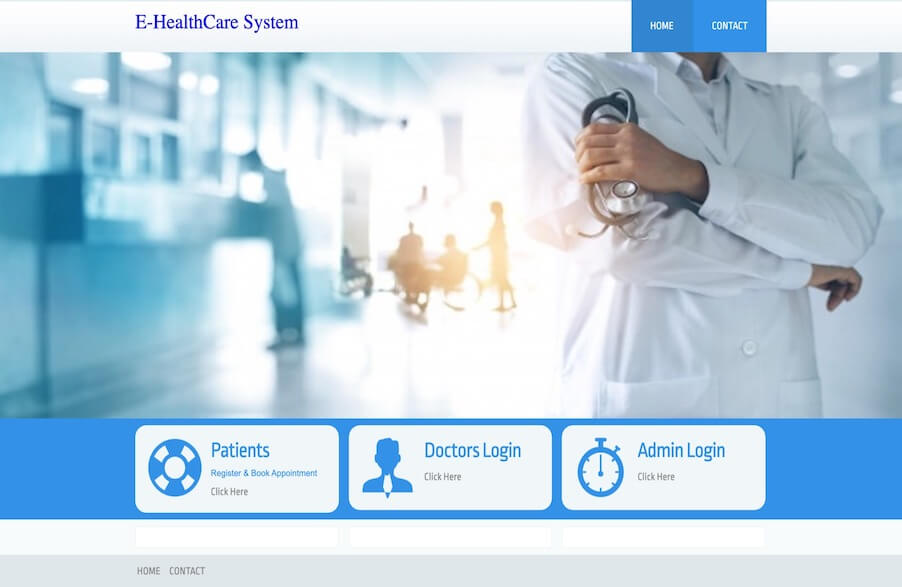 E-HealthCare System
HOME
CONTACT
Patients
Register & Book Appointment
Click Here
Doctors Login
Click Here
Admin Login
Click Here
HOME CONTACT